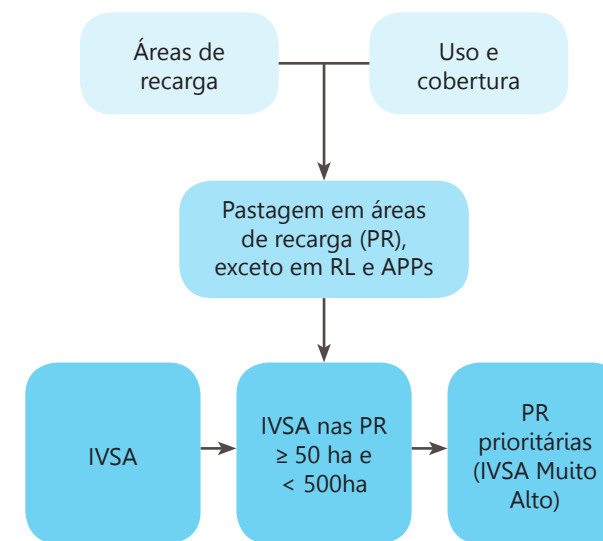 Áreas de
recarga
Uso e
cobertura
Pastagem em áreas
de recarga (PR),
exceto em RL e APPs
IVSA
IVSA nas PR
≥ 50 ha e
< 500ha
PR
prioritárias
(IVSA Muito
Alto)